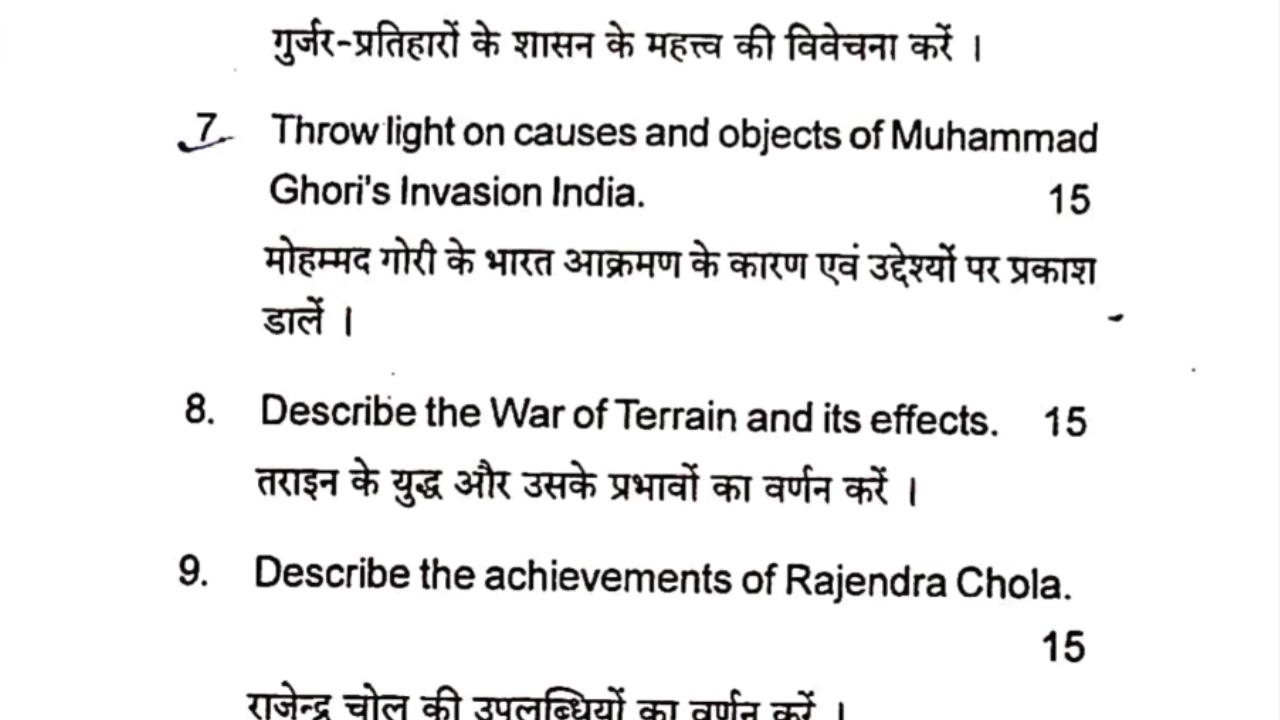 गुर्जर-प्रतिहारों के शासन के महत्त्व की विवेचना करें ।
7 Throw light on causes and objects of Muhammad
Ghori's Invasion India. 15
मोहम्मद गोरी के भारत आक्रमण के कारण एवं उद्देश्यों पर प्रकाश
डालें ।
8. Describe the War of Terrain and its effects. 15
तराइन के युद्ध और उसके प्रभावों का वर्णन करें ।
9. Describe the achievements of Rajendra Chola.
15
राजेन्द्र चोल की उपलब्धियों का वर्णन करें ।